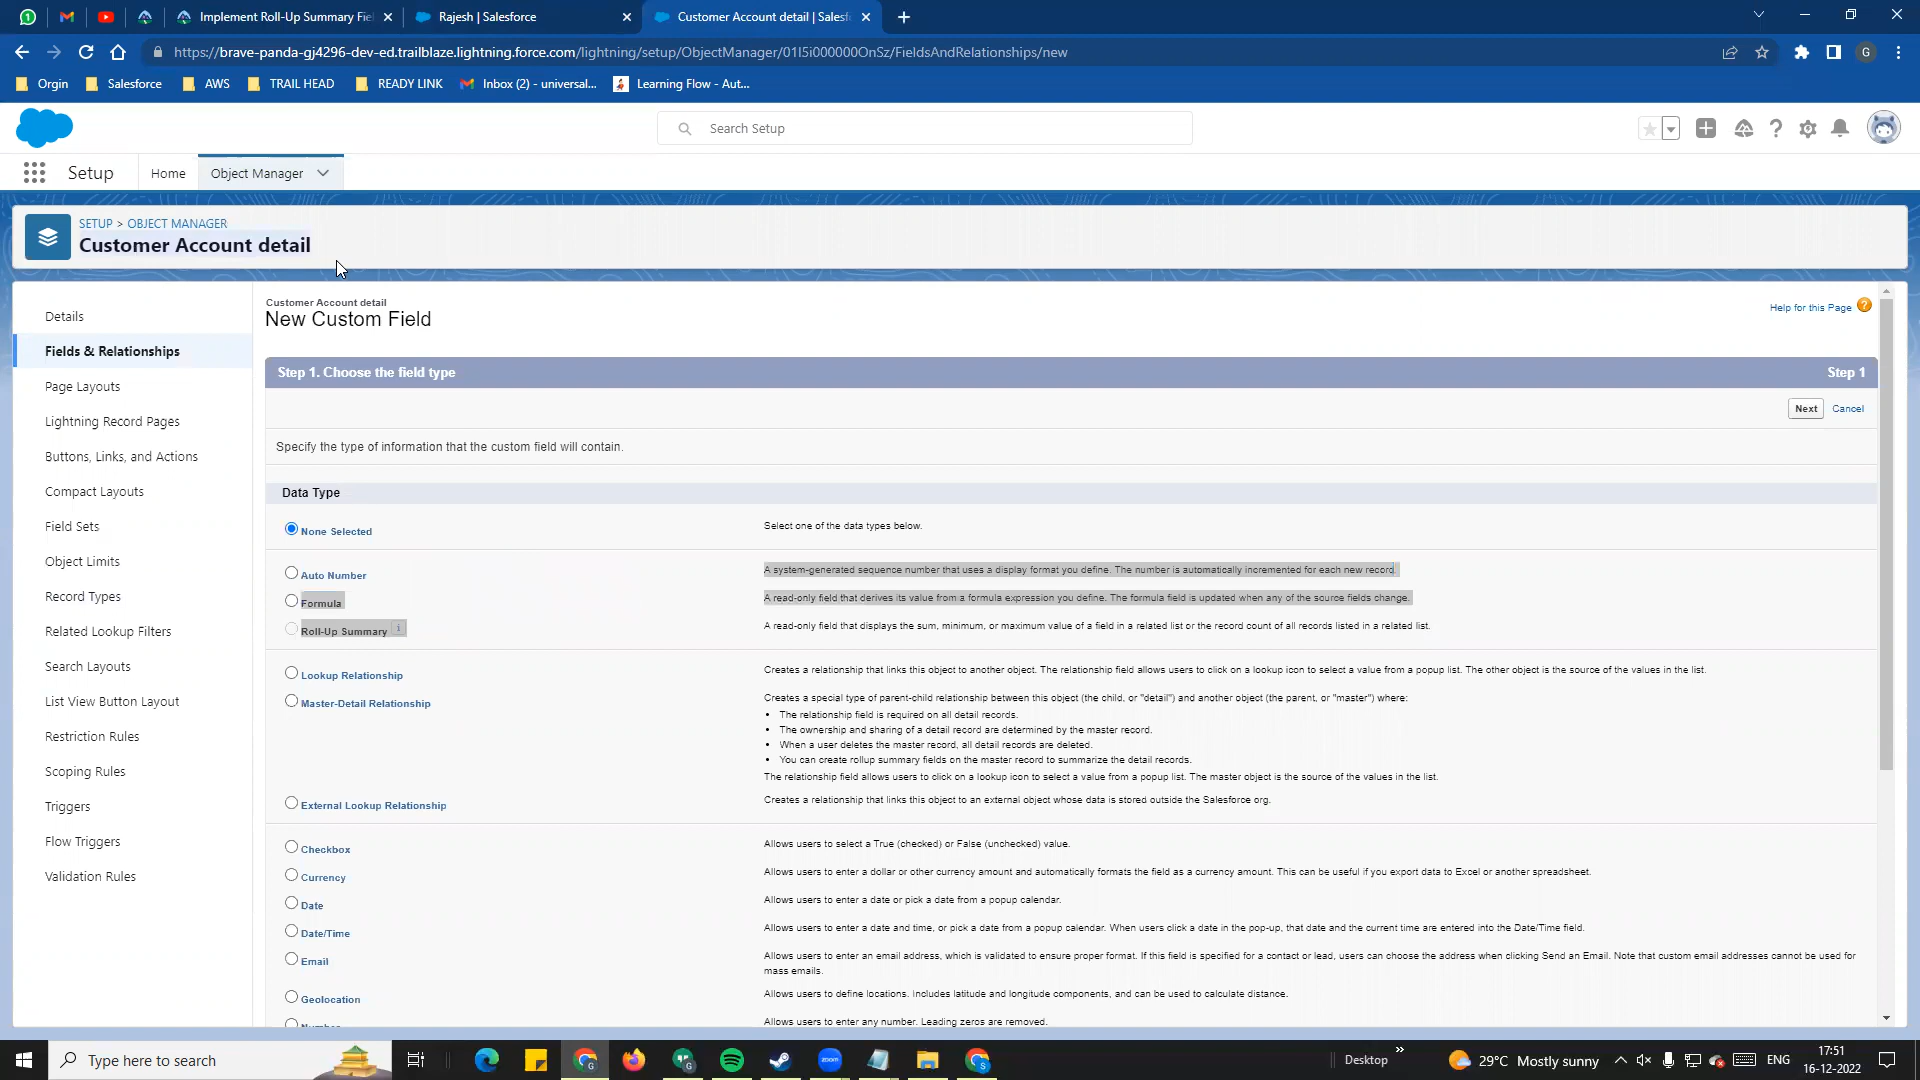 Implement Roll-Up Summary Fie
Rajesh | Salesforce
Customer Account detail | Salesf
https://brave-panda-gj4296-dev-ed.trailblaze.lightning.force.com/lightning/setup/ObjectManager/01I5i000000OnSz/FieldsAndRelationships/new
G
Orgin
Salesforce
AWS
TRAIL HEAD
READY LINK
Inbox (2) - universal...
Learning Flow - Aut...
Search Setup
Setup
Home
Object Manager
SETUP > OBJECT MANAGER
Customer Account detail
Details
Fields & Relationships
Page Layouts
Lightning Record Pages
Buttons, Links, and Actions
Compact Layouts
Field Sets
Object Limits
Record Types
Related Lookup Filters
Search Layouts
List View Button Layout
Restriction Rules
Scoping Rules
Triggers
Flow Triggers
Validation Rules
Customer Account detail
New Custom Field
Help for this Page ?
Step 1. Choose the field type
Step 1
Next
Cancel
Specify the type of information that the custom field will contain.
Data Type
None Selected
Select one of the data types below.
Auto Number
A system-generated sequence number that uses a display format you define. The number is automatically incremented for each new record.
Formula
A read-only field that derives its value from a formula expression you define. The formula field is updated when any of the source fields change.
Roll-Up Summary i
A read-only field that displays the sum, minimum, or maximum value of a field in a related list or the record count of all records listed in a related list.
Lookup Relationship
Creates a relationship that links this object to another object. The relationship field allows users to click on a lookup icon to select a value from a popup list. The other object is the source of the values in the list.
Master-Detail Relationship
Creates a special type of parent-child relationship between this object (the child, or "detail") and another object (the parent, or "master") where:
• The relationship field is required on all detail records.
• The ownership and sharing of a detail record are determined by the master record.
• When a user deletes the master record, all detail records are deleted.
• You can create rollup summary fields on the master record to summarize the detail records.
The relationship field allows users to click on a lookup icon to select a value from a popup list. The master object is the source of the values in the list.
External Lookup Relationship
Creates a relationship that links this object to an external object whose data is stored outside the Salesforce org.
Checkbox
Allows users to select a True (checked) or False (unchecked) value.
Currency
Allows users to enter a dollar or other currency amount and automatically formats the field as a currency amount. This can be useful if you export data to Excel or another spreadsheet.
Date
Allows users to enter a date or pick a date from a popup calendar.
Date/Time
Allows users to enter a date and time, or pick a date from a popup calendar. When users click a date in the pop-up, that date and the current time are entered into the Date/Time field.
Email
Allows users to enter an email address, which is validated to ensure proper format. If this field is specified for a contact or lead, users can choose the address when clicking Send an Email. Note that custom email addresses cannot be used for
mass emails.
Geolocation
Allows users to define locations. Includes latitude and longitude components, and can be used to calculate distance.
Number
Allows users to enter any number. Leading zeros are removed.
Type here to search
zoom
Desktop
29°C Mostly sunny
ENG
17:51
16-12-2022